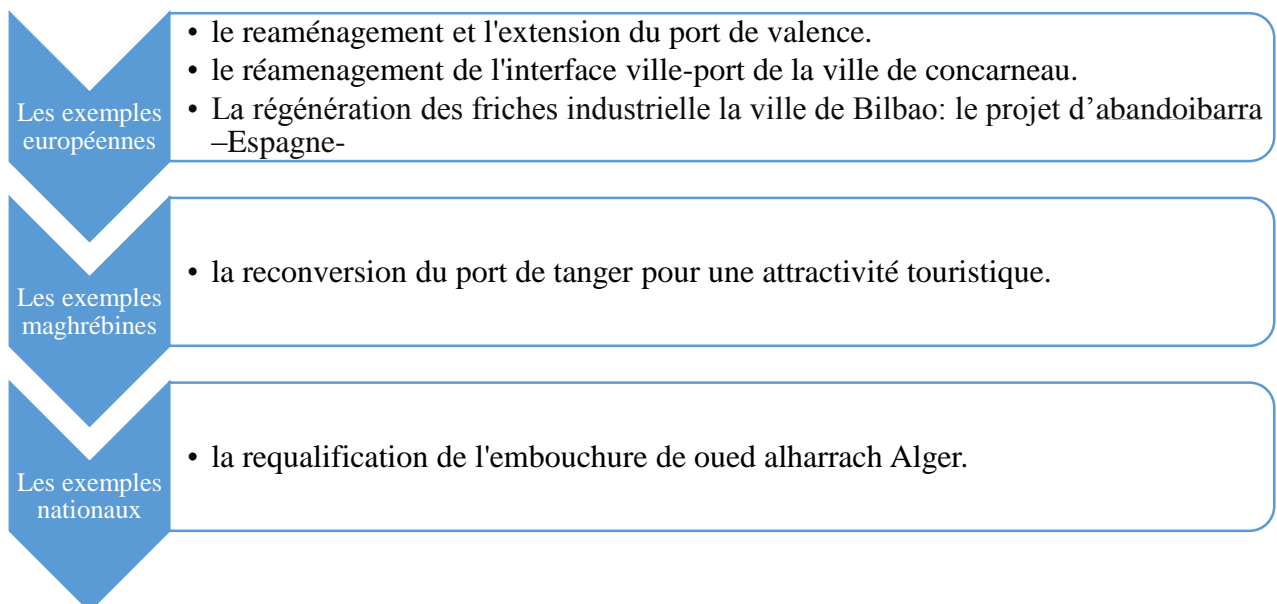 Les exemples
européennes
• le reaménagement et l'extension du port de valence.
• le réamenagement de l'interface ville-port de la ville de concarneau.
• La régénération des friches industrielle la ville de Bilbao: le projet d’abandoibarra
–Espagne-
Les exemples
maghrébines
• la reconversion du port de tanger pour une attractivité touristique.
Les exemples
nationaux
• la requalification de l'embouchure de oued alharrach Alger.